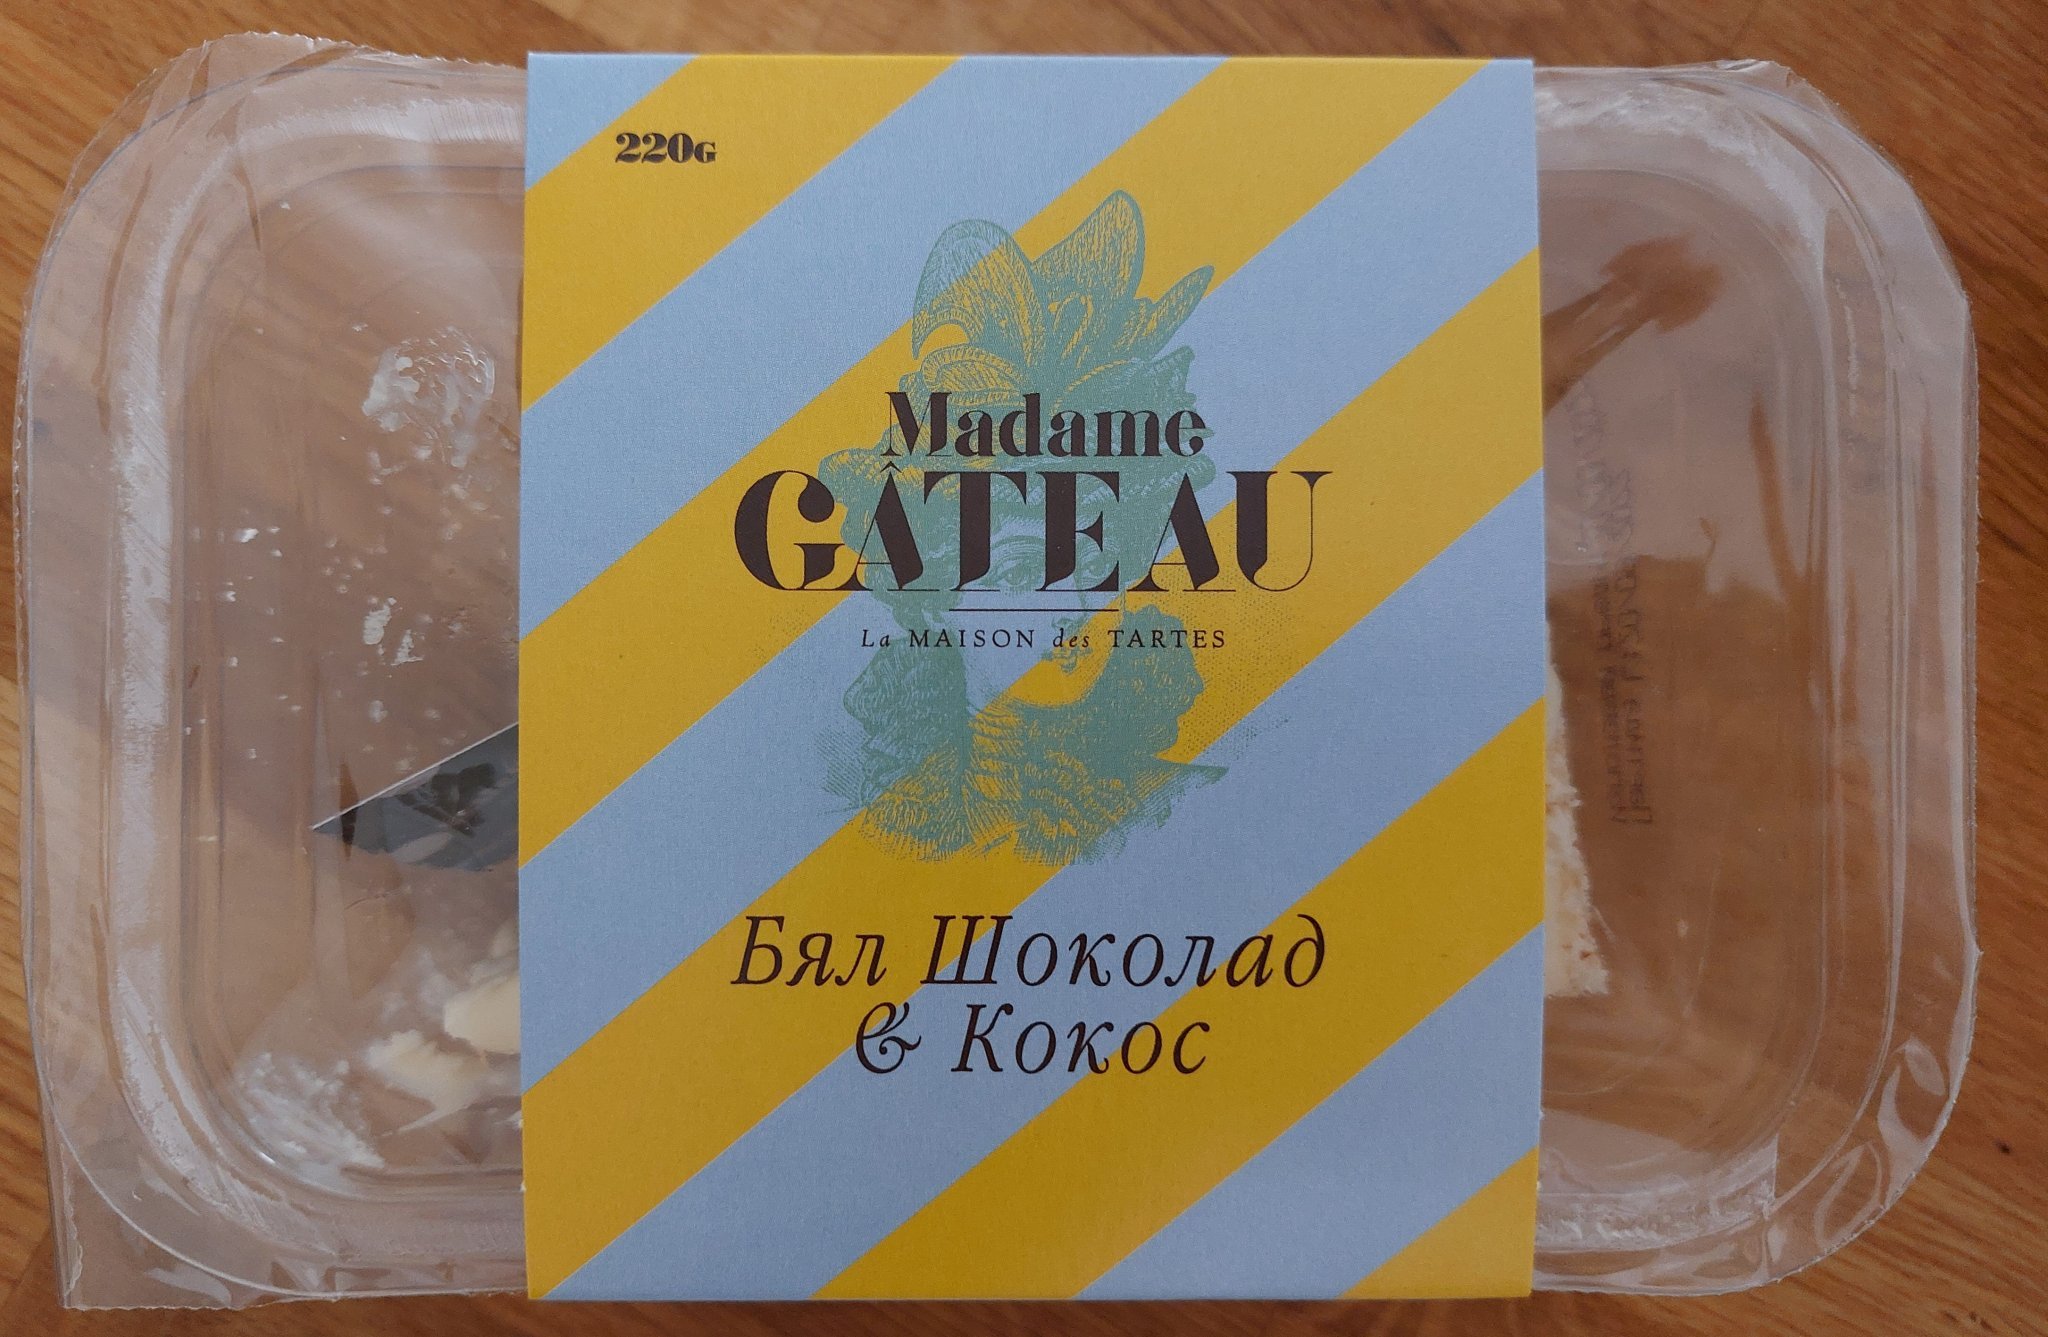 220G
Madame
GÂTEAU
La MAISON des TARTES
Бял Шоколад
& Кокос